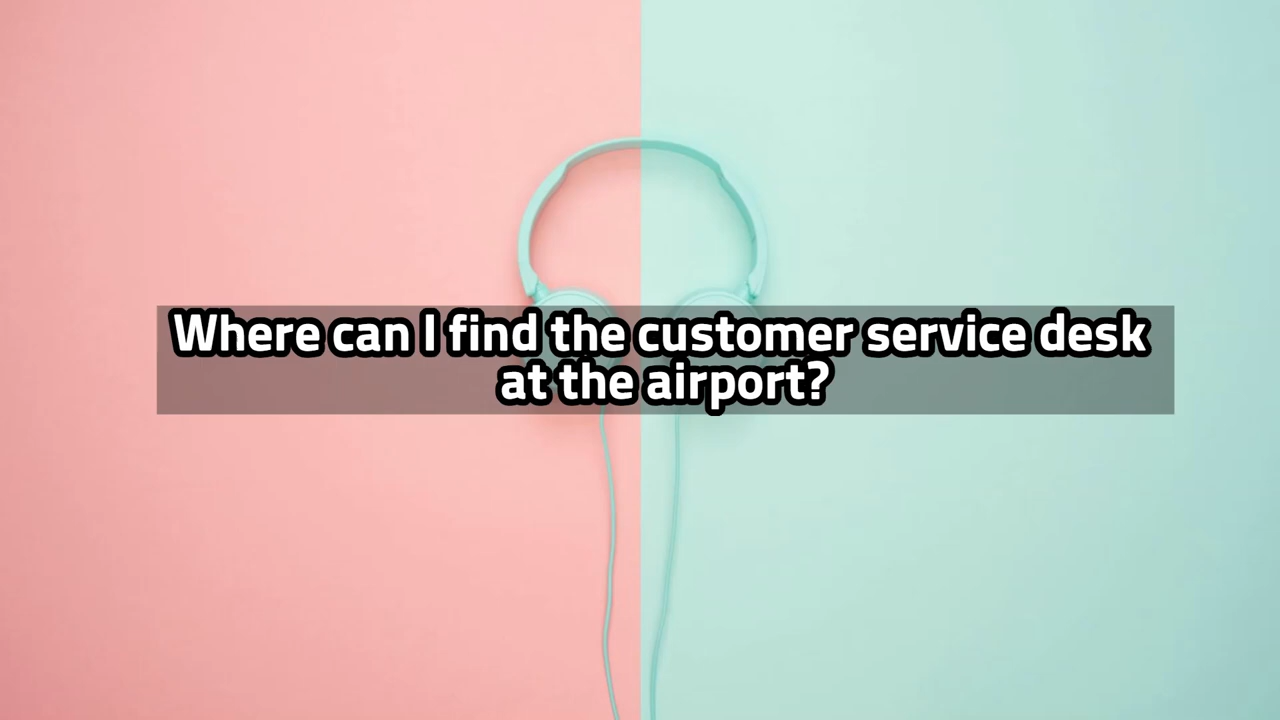 Where can I find the customer service desk
at the airport?